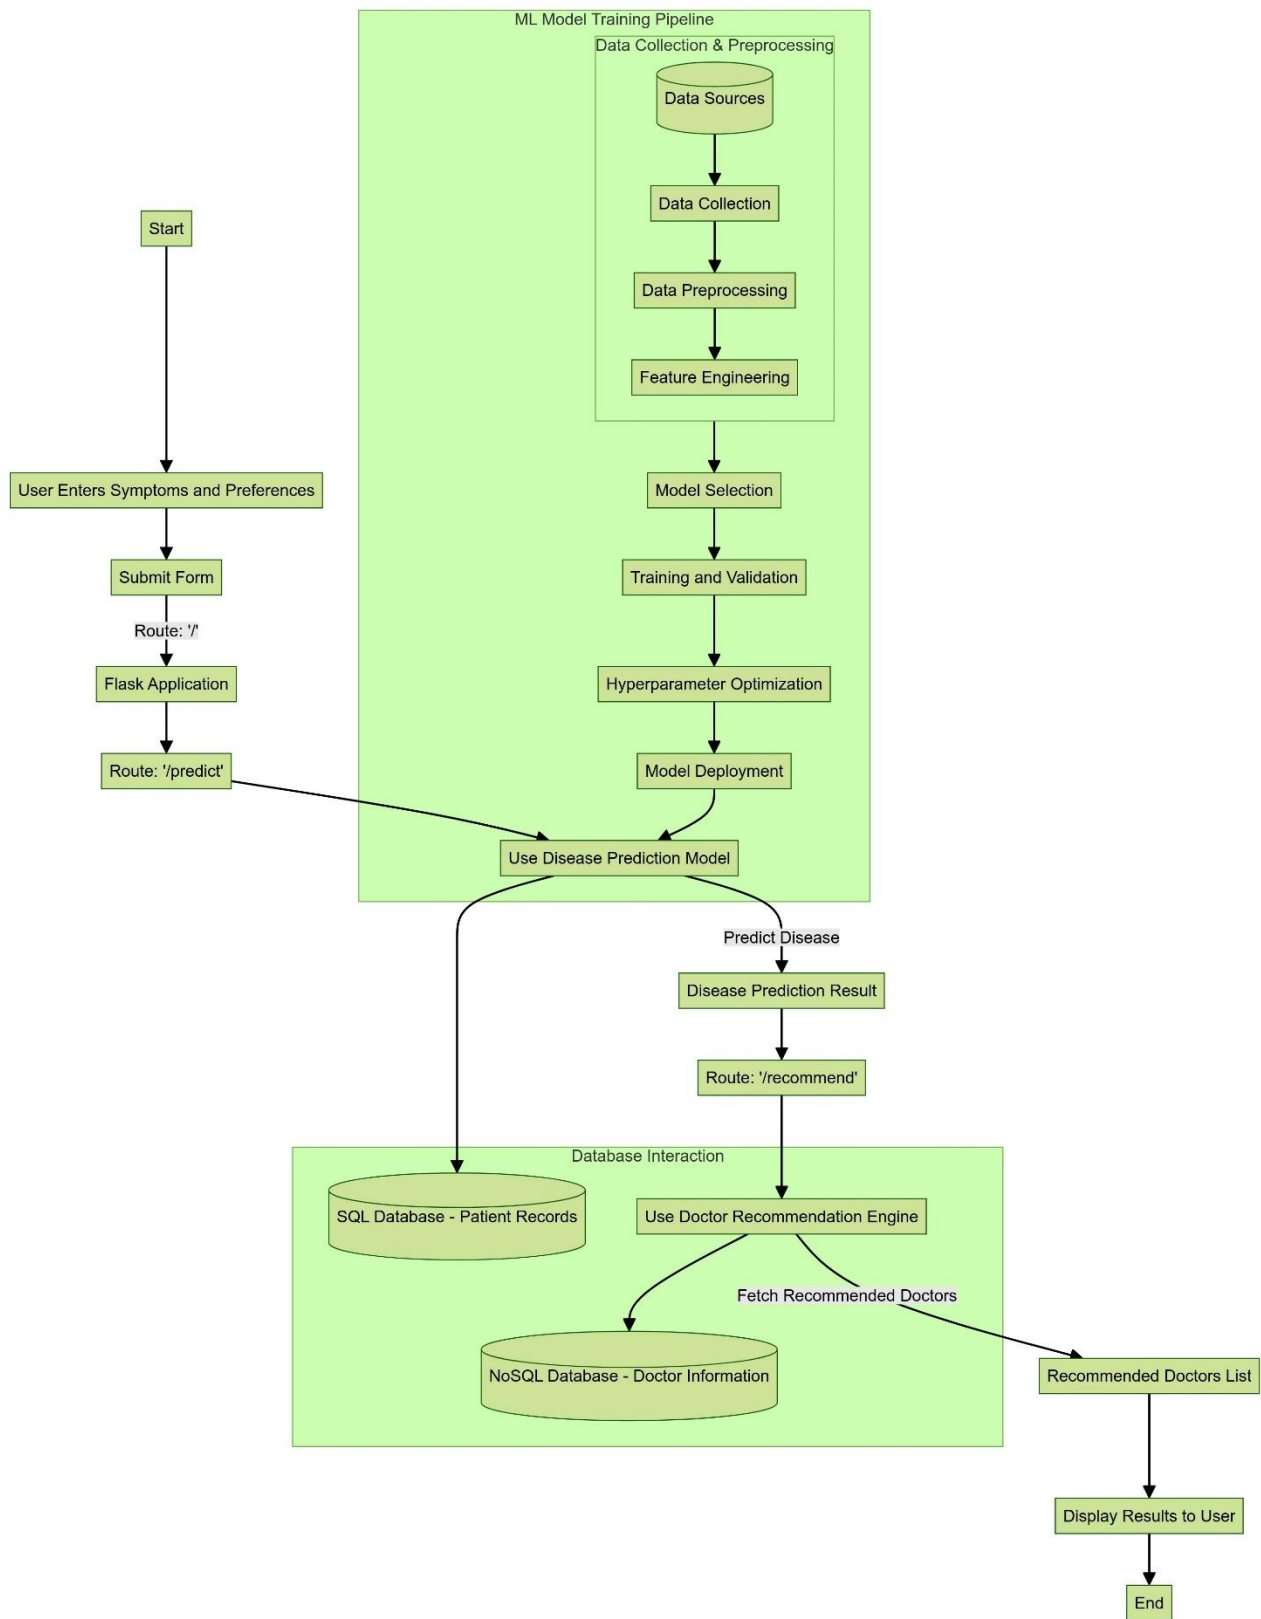 ML Model Training Pipeline
Data Collection & Preprocessing
Data Sources
Data Collection
Start
Data Preprocessing
Feature Engineering
User Enters Symptoms and Preferences
Model Selection
Submit Form
Training and Validation
Route: '/'
Flask Application
Hyperparameter Optimization
Route: '/predict'
Model Deployment
Use Disease Prediction Model
Predict Disease
Disease Prediction Result
Route: '/recommend'
Database Interaction
SQL Database - Patient Records
Use Doctor Recommendation Engine
Fetch Recommended Doctors
NoSQL Database - Doctor Information
Recommended Doctors List
Display Results to User
End